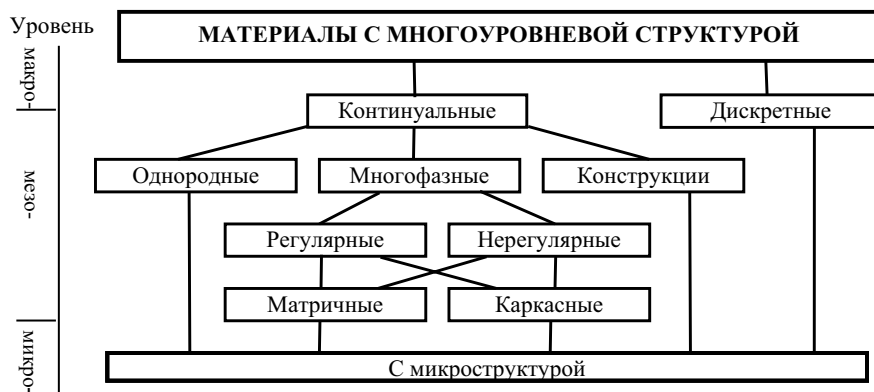 Уровень
МАТЕРИАЛЫ С МНОГОУРОВНЕВОЙ СТРУКТУРОЙ
макро-
Континуальные
Дискретные
мезо-
Однородные
Многофазные
Конструкции
Регулярные
Нерегулярные
Матричные
Каркасные
микро-
С микроструктурой